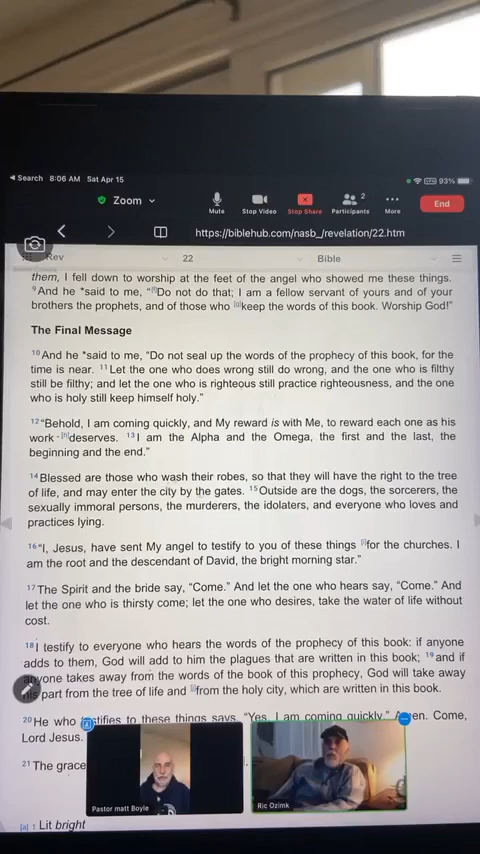 Search 8:06 AM Sat Apr 15 VPN 93%
Zoom Mute Stop Video Stop Share 2 Participants More End
https://biblehub.com/nasb_/revelation/22.htm
Rev 22 Bible
them, I fell down to worship at the feet of the angel who showed me these things.
9And he *said to me, “Do not do that; I am a fellow servant of yours and of your
brothers the prophets, and of those who keep the words of this book. Worship God!”
The Final Message
10And he *said to me, “Do not seal up the words of the prophecy of this book, for the
time is near. 11Let the one who does wrong still do wrong, and the one who is filthy
still be filthy; and let the one who is righteous still practice righteousness, and the one
who is holy still keep himself holy.”
12“Behold, I am coming quickly, and My reward is with Me, to reward each one as his
work [h]deserves. 13I am the Alpha and the Omega, the first and the last, the
beginning and the end.”
14Blessed are those who wash their robes, so that they will have the right to the tree
of life, and may enter the city by the gates. 15Outside are the dogs, the sorcerers, the
sexually immoral persons, the murderers, the idolaters, and everyone who loves and
practices lying.
16“I, Jesus, have sent My angel to testify to you of these things [i]for the churches. I
am the root and the descendant of David, the bright morning star.”
17The Spirit and the bride say, “Come.” And let the one who hears say, “Come.” And
let the one who is thirsty come; let the one who desires, take the water of life without
cost.
18I testify to everyone who hears the words of the prophecy of this book: if anyone
adds to them, God will add to him the plagues that are written in this book; 19and if
anyone takes away from the words of the book of this prophecy, God will take away
his part from the tree of life and from the holy city, which are written in this book.
20He who testifies to these things says, “Yes, I am coming quickly.” Amen. Come,
Lord Jesus.
21The grace
Pastor matt Boyle
Ric Ozimk
[a] 1 Lit bright